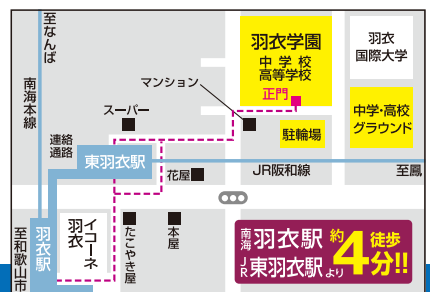 至なんば
南海本線
羽衣学園
中学校
高等学校
正門
羽衣
国際大学
マンション
スーパー
中学・高校
グラウンド
駐輪場
連絡
通路
東羽衣駅
花屋
JR阪和線
至鳳
羽衣駅
至和歌山市
イコーネ
羽衣
たこやき屋
本屋
南海 羽衣駅
JR 東羽衣駅より
約4分!!
徒歩